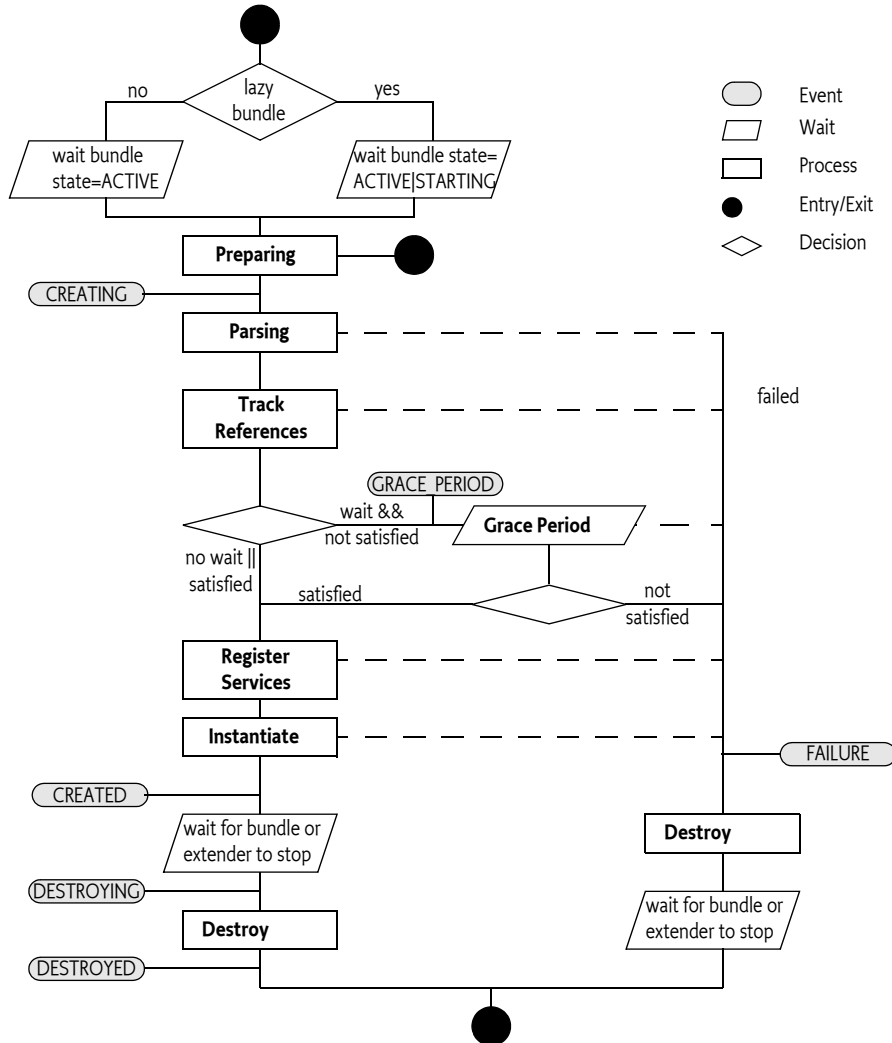 lazy
bundle
no
yes
wait bundle
state=ACTIVE
wait bundle state=
ACTIVE|STARTING
Event
Wait
Process
Entry/Exit
Decision
Preparing
CREATING
Parsing
Track
References
failed
GRACE_PERIOD
wait &&
not satisfied
Grace Period
no wait ||
satisfied
satisfied
not
satisfied
Register
Services
Instantiate
FAILURE
CREATED
wait for bundle or
extender to stop
Destroy
DESTROYING
Destroy
wait for bundle or
extender to stop
DESTROYED